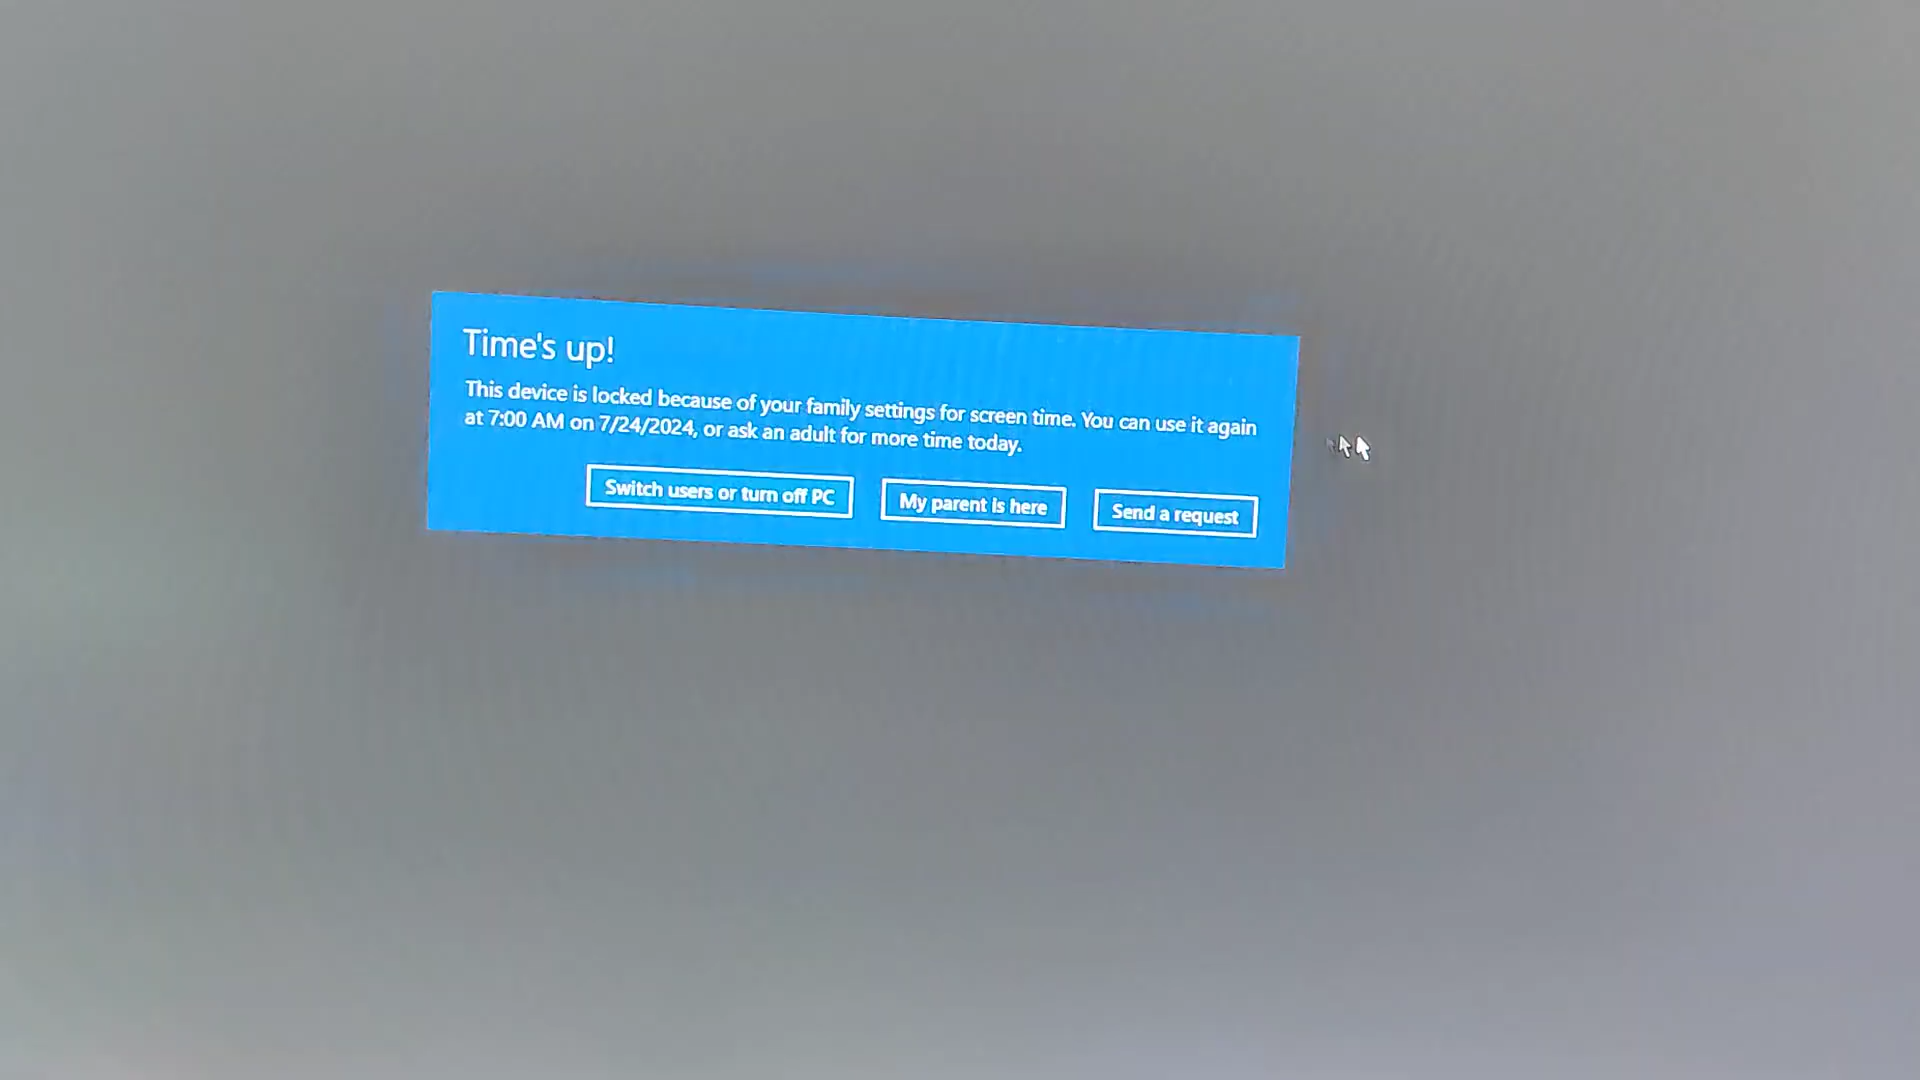 Time's up!
This device is locked because of your family settings for screen time. You can use it again
at 7:00 AM on 7/24/2024, or ask an adult for more time today.
Switch users or turn off PC
My parent is here
Send a request